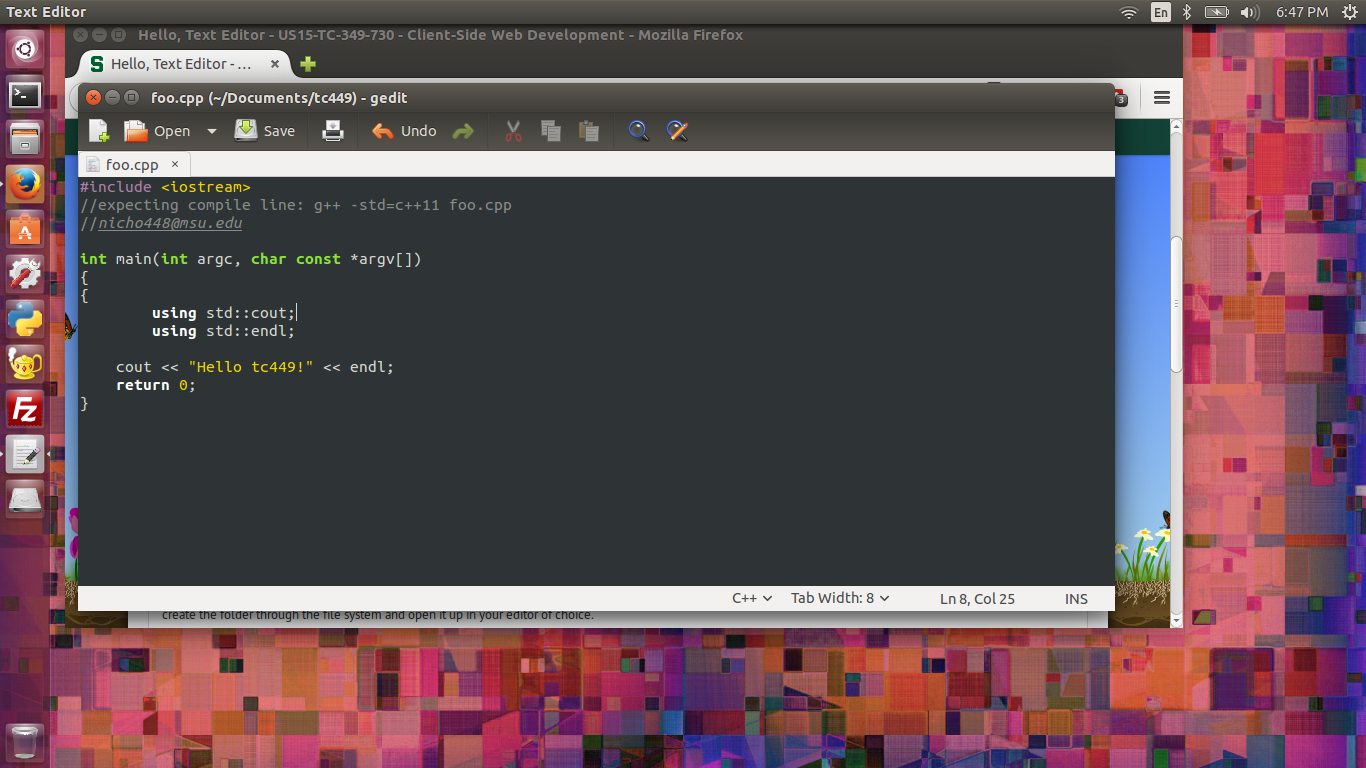 Text Editor
En
6:47 PM
Hello, Text Editor - US15-TC-349-730 - Client-Side Web Development - Mozilla Firefox
S Hello, Text Editor - ...
3
foo.cpp (~/Documents/tc449) - gedit
Open Save Undo
foo.cpp
#include <iostream>
//expecting compile line: g++ -std=c++11 foo.cpp
//nicho448@msu.edu
int main(int argc, char const *argv[])
{
{
using std::cout;
using std::endl;
cout << "Hello tc449!" << endl;
return 0;
}
C++ Tab Width: 8 Ln 8, Col 25 INS
create the folder through the file system and open it up in your editor of choice.
Fz